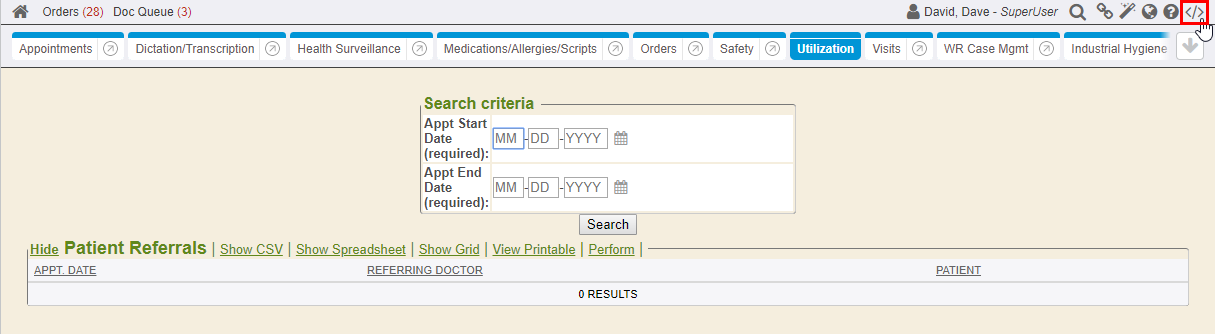 Orders (28) Doc Queue (3) David, Dave - SuperUser </>
Appointments Dictation/Transcription Health Surveillance Medications/Allergies/Scripts Orders Safety Utilization Visits WR Case Mgmt Industrial Hygiene
Search criteria
Appt Start
Date
(required):
MM-DD-YYYY
Appt End
Date
(required):
MM-DD-YYYY
Search
Hide Patient Referrals | Show CSV | Show Spreadsheet | Show Grid | View Printable | Perform |
APPT. DATE REFERRING DOCTOR PATIENT
0 RESULTS